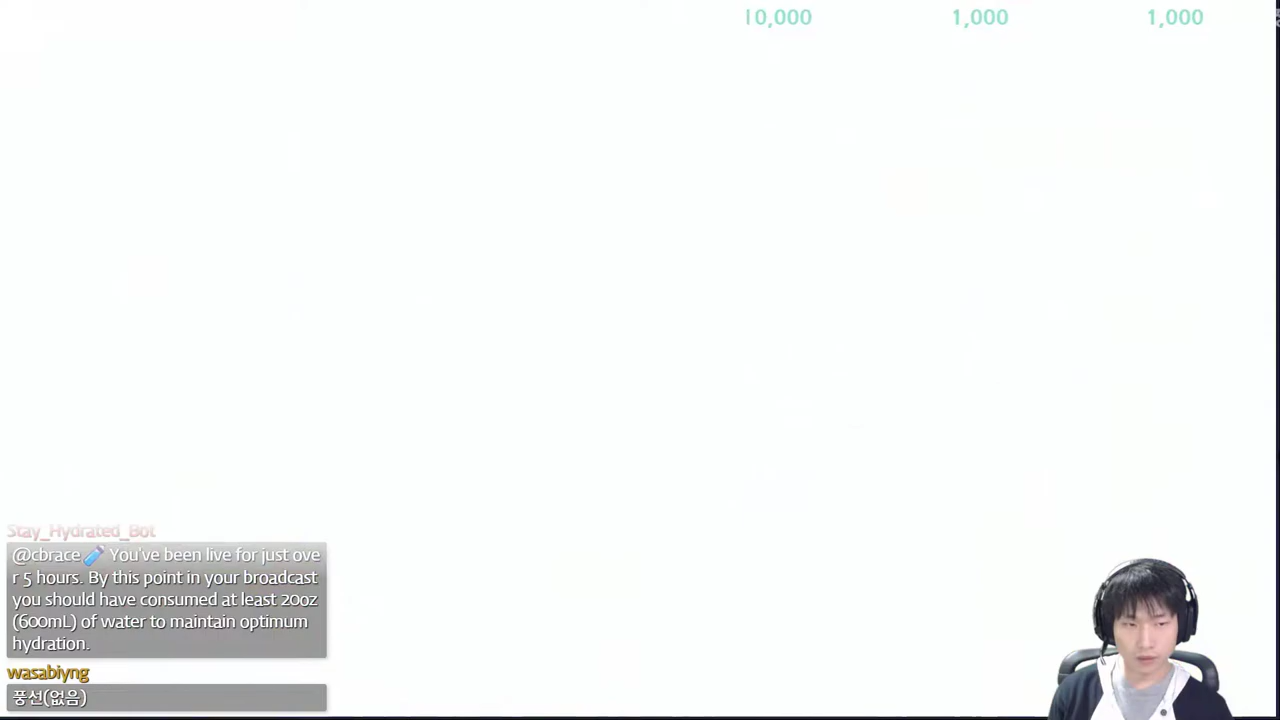 10,000 1,000 1,000
Stay_Hydrated_Bot
@cbrace You've been live for just ove
r 5 hours. By this point in your broadcast
you should have consumed at least 20oz
(600mL) of water to maintain optimum
hydration.
wasabiyng
풍선(없음)